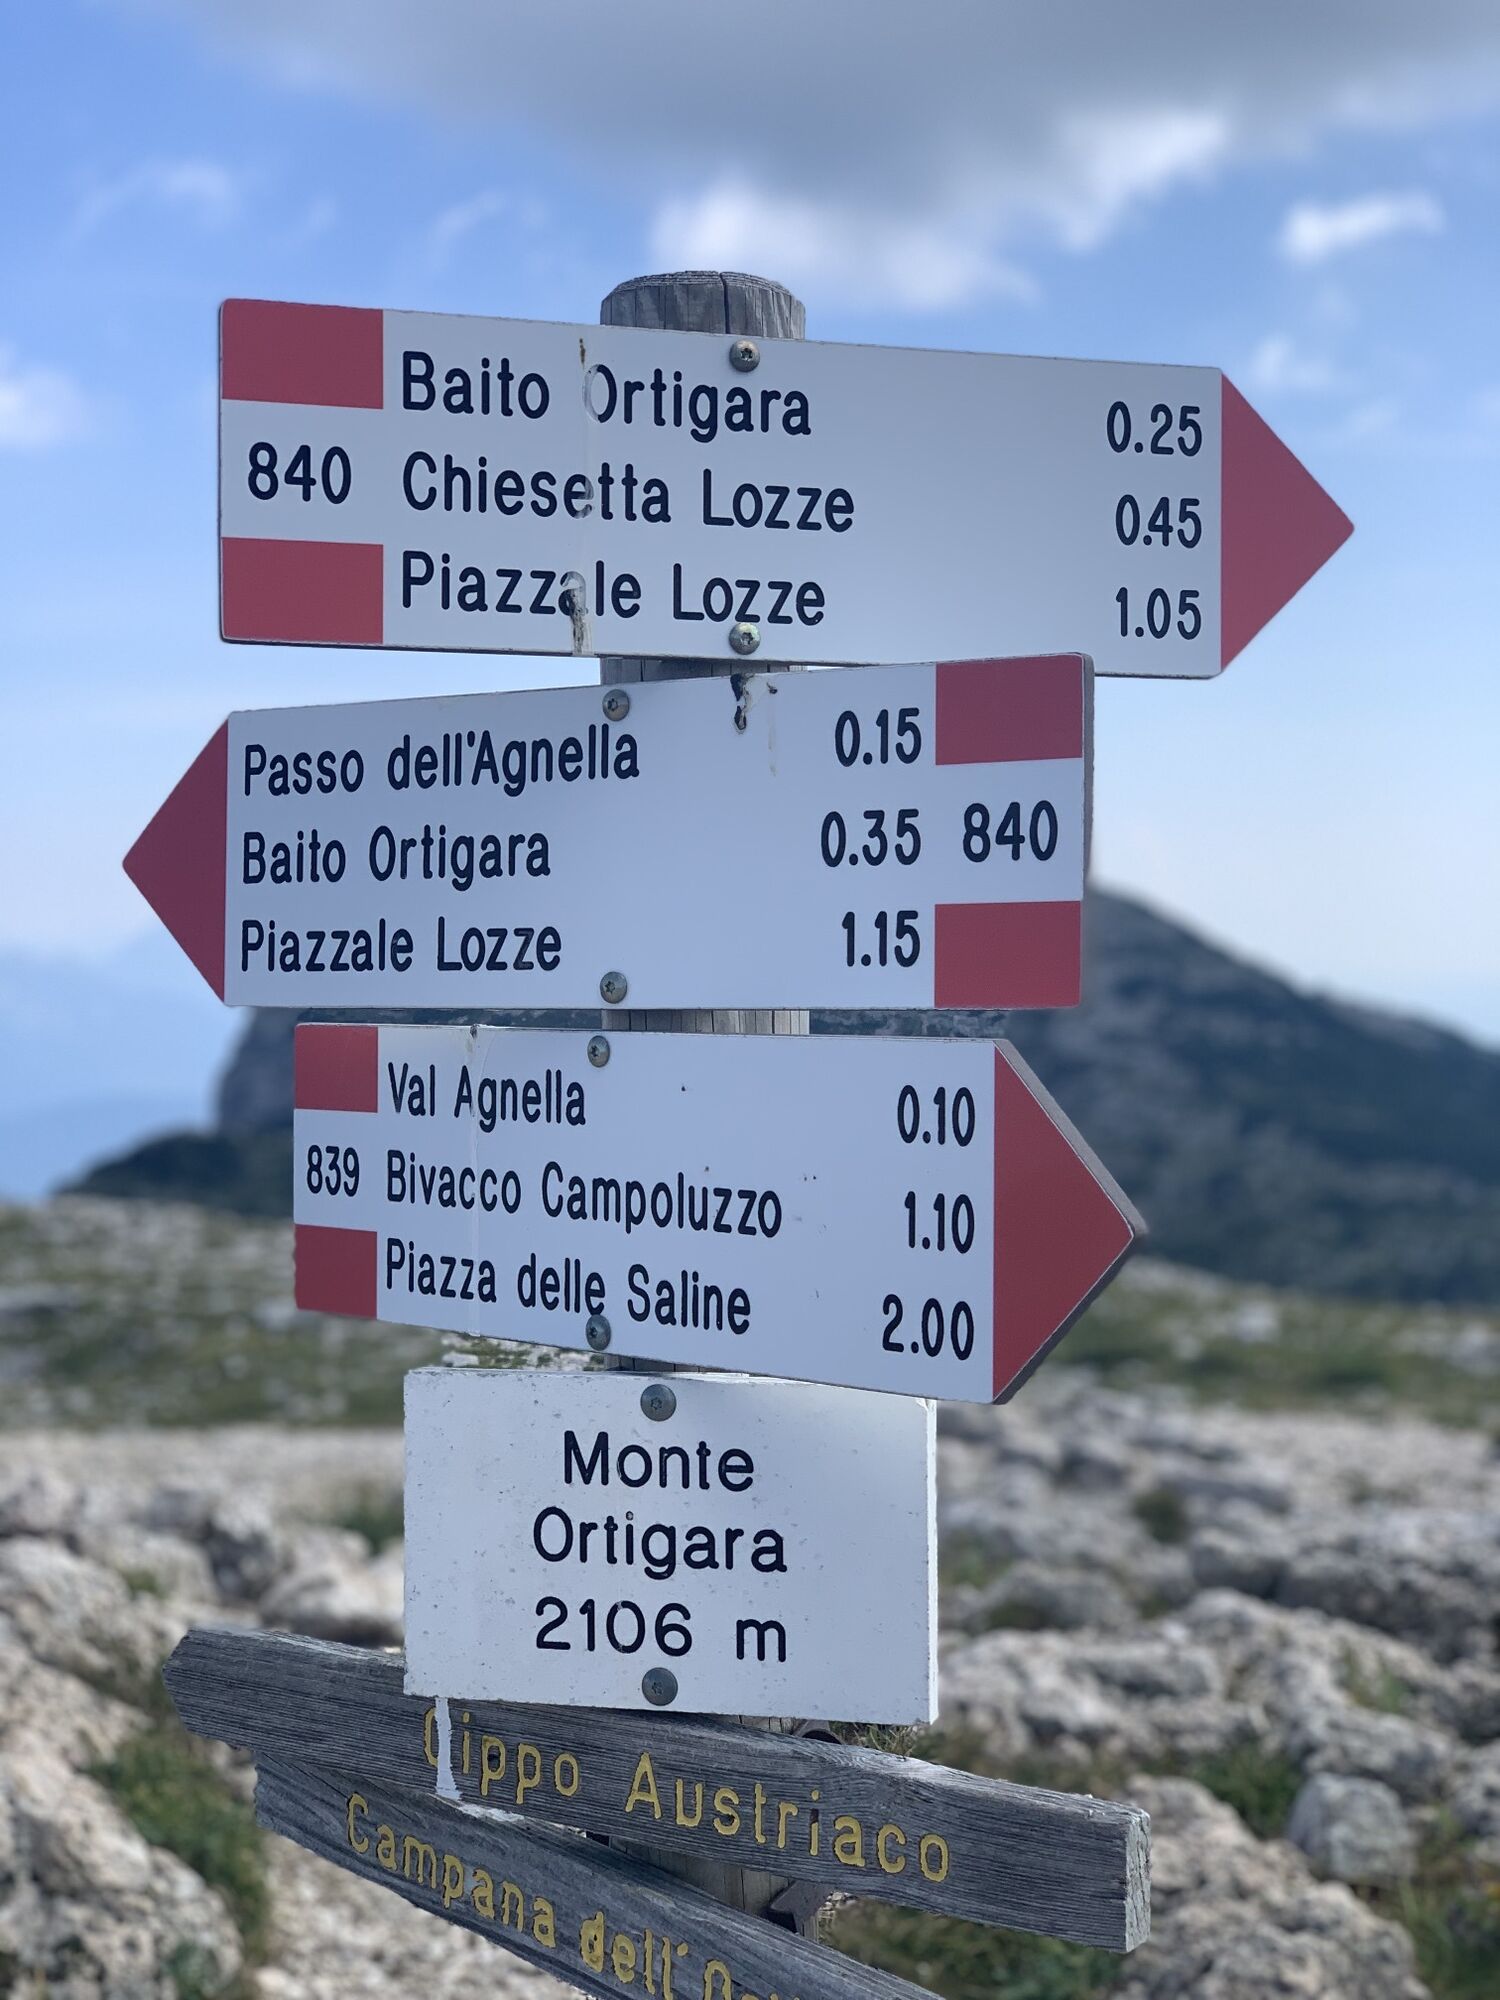 Baito Ortigara 0.25
840 Chiesetta Lozze 0.45
Piazzale Lozze 1.05
Passo dell'Agnella 0.15
Baito Ortigara 0.35 840
Piazzale Lozze 1.15
Val Agnella 0.10
839 Bivacco Campoluzzo 1.10
Piazza delle Saline 2.00
Monte
Ortigara
2106 m
Cippo Austriaco
Campana